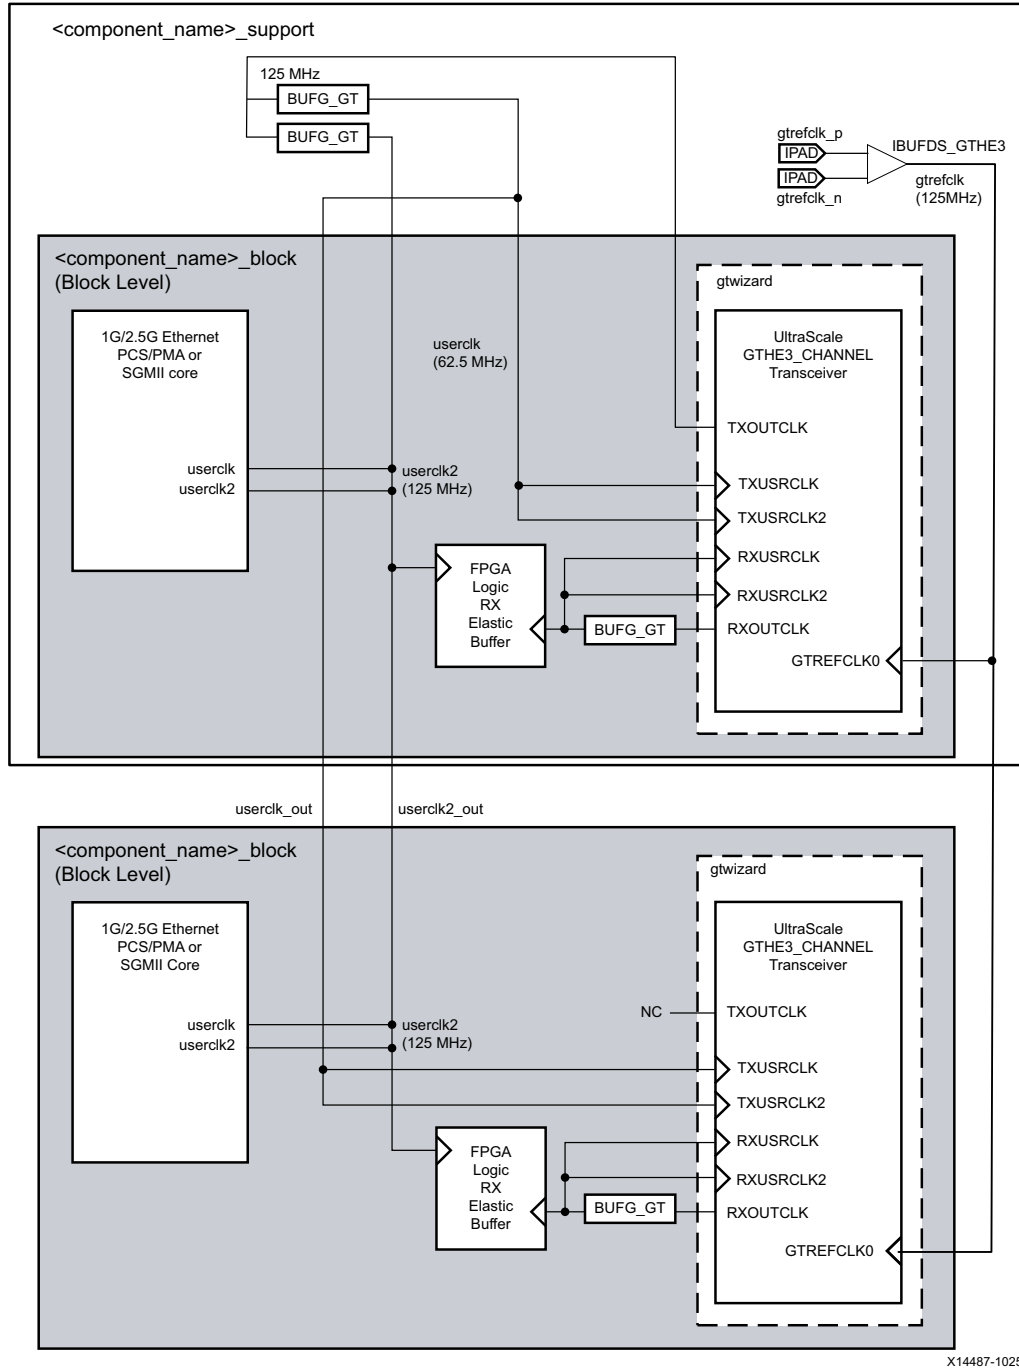 <component_name>_support
125 MHz
BUFG_GT
BUFG_GT
gtrefclk_p
IPAD
IBUFDS_GTHE3
IPAD
gtrefclk_n
gtrefclk
(125MHz)
<component_name>_block
(Block Level)
gtwizard
1G/2.5G Ethernet
PCS/PMA or
SGMII core
userclk
(62.5 MHz)
UltraScale
GTHE3_CHANNEL
Transceiver
TXOUTCLK
userclk
userclk2
userclk2
(125 MHz)
TXUSRCLK
TXUSRCLK2
FPGA
Logic
RX
Elastic
Buffer
RXUSRCLK
RXUSRCLK2
BUFG_GT
RXOUTCLK
GTREFCLK0
userclk_out
userclk2_out
<component_name>_block
(Block Level)
gtwizard
1G/2.5G Ethernet
PCS/PMA or
SGMII Core
UltraScale
GTHE3_CHANNEL
Transceiver
NC
TXOUTCLK
userclk
userclk2
userclk2
(125 MHz)
TXUSRCLK
TXUSRCLK2
FPGA
Logic
RX
Elastic
Buffer
RXUSRCLK
RXUSRCLK2
BUFG_GT
RXOUTCLK
GTREFCLK0
X14487-1025